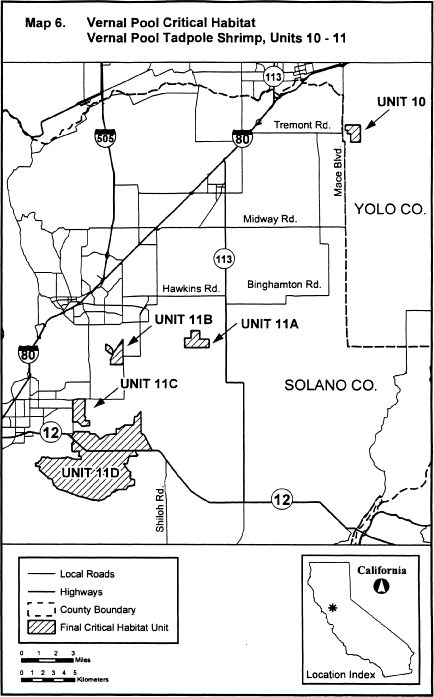 Map 6. Vernal Pool Critical Habitat
Vernal Pool Tadpole Shrimp, Units 10 - 11
113
UNIT 10
Tremont Rd.
505
80
Mace Blvd.
YOLO CO.
Midway Rd.
113
Hawkins Rd.
Binghamton Rd.
UNIT 11B
UNIT 11A
80
UNIT 11C
SOLANO CO.
12
UNIT 11D
Shiloh Rd.
12
Local Roads
Highways
County Boundary
Final Critical Habitat Unit
0 1 2 3
Miles
0 1 2 3 4 5
Kilometers
California
Location Index